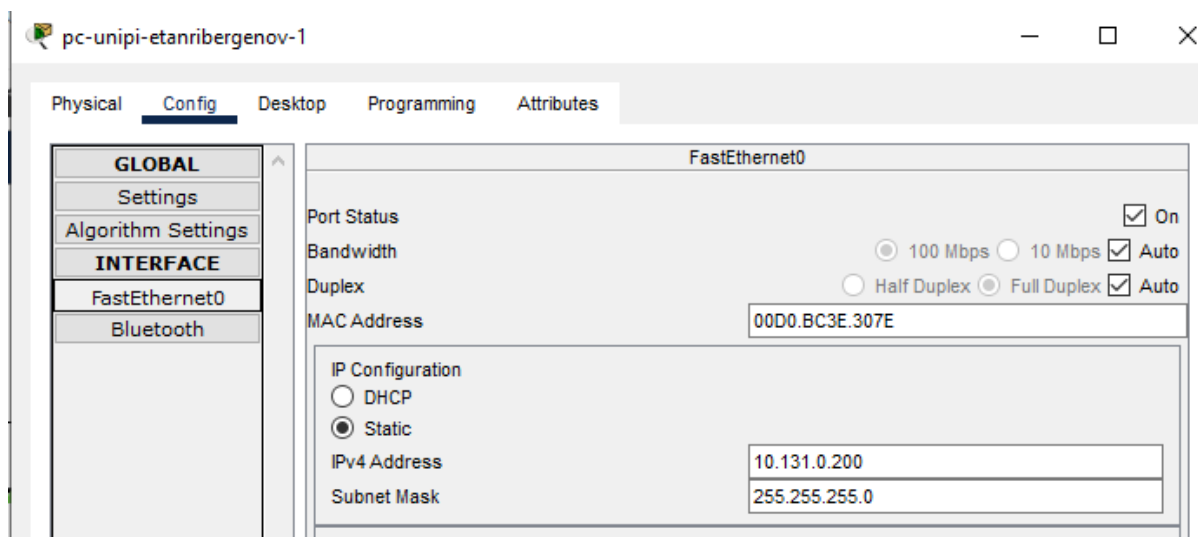 pc-unipi-etanribergenov-1
Physical Config Desktop Programming Attributes
GLOBAL
Settings
Algorithm Settings
INTERFACE
FastEthernet0
Bluetooth
FastEthernet0
Port Status On
Bandwidth 100 Mbps 10 Mbps Auto
Duplex Half Duplex Full Duplex Auto
MAC Address 00D0.BC3E.307E
IP Configuration
DHCP
Static
IPv4 Address 10.131.0.200
Subnet Mask 255.255.255.0